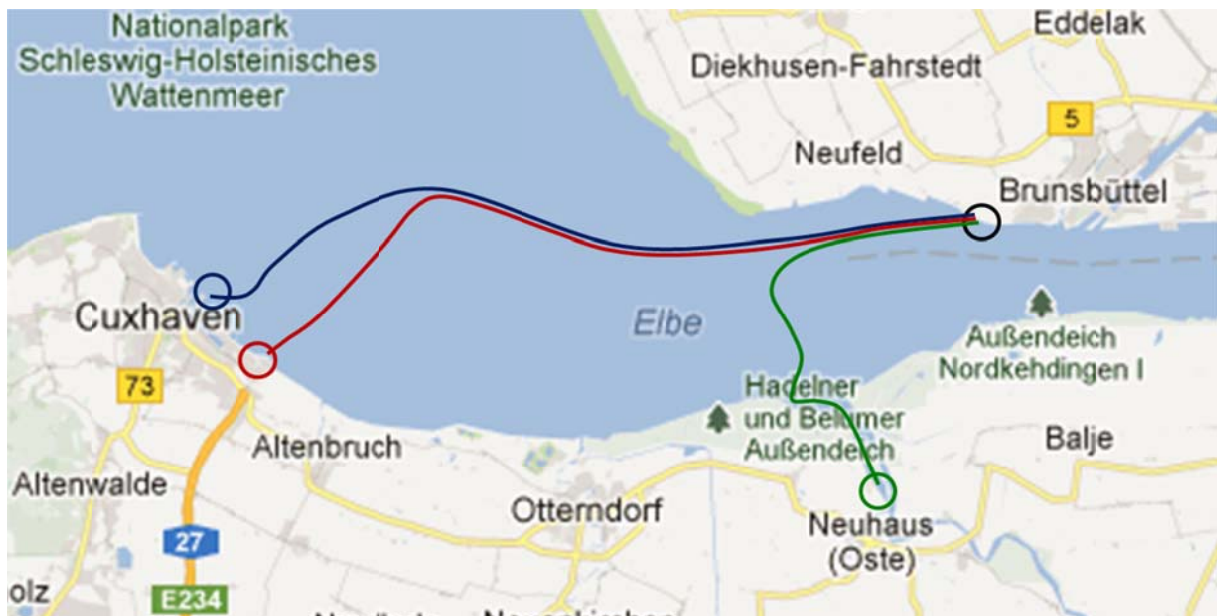 Nationalpark
Schleswig-Holsteinisches
Wattenmeer
Eddelak
Diekhusen-Fahrstedt
5
Neufeld
Brunsbüttel
Cuxhaven
Elbe
Außendeich
Nordkehdingen I
73
Hadelner
und Belumer
Außendeich
Altenbruch
Balje
Altenwalde
Otterndorf
Neuhaus
(Oste)
27
olz
E234